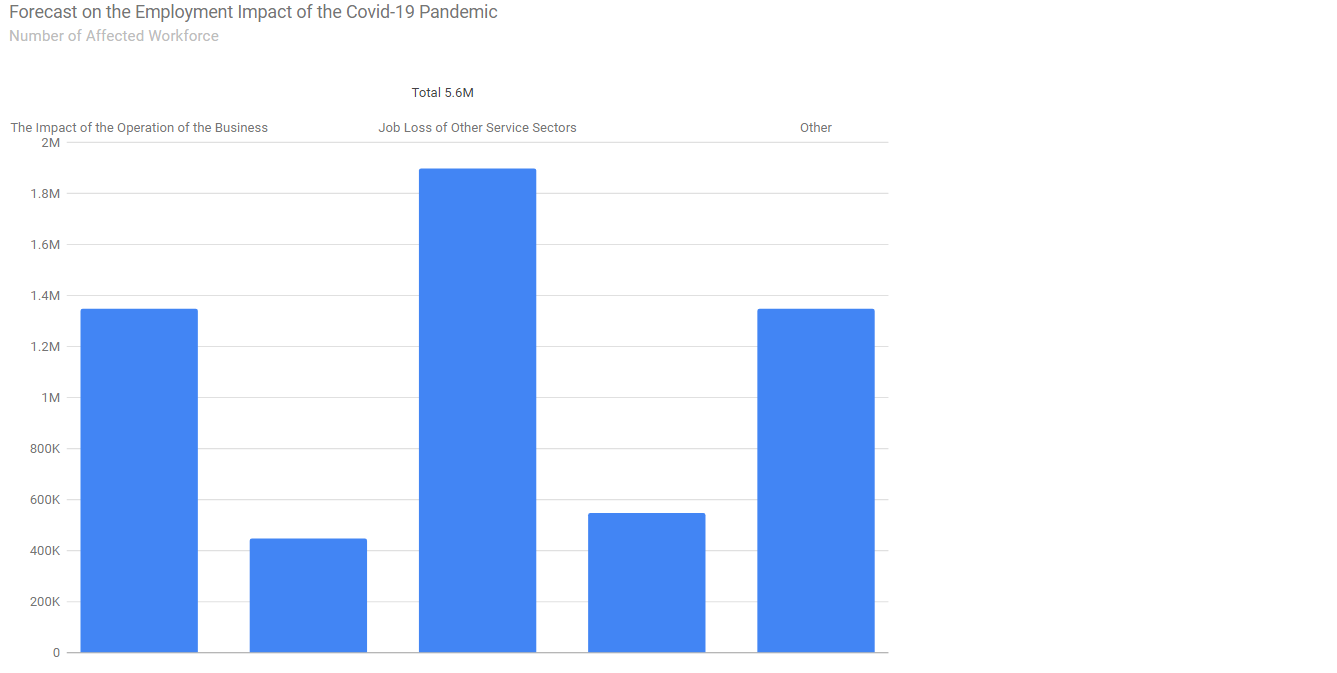 Forecast on the Employment Impact of the Covid-19 Pandemic
Number of Affected Workforce
Total 5.6M
The Impact of the Operation of the Business
Job Loss of Other Service Sectors
Other
2M
1.8M
1.6M
1.4M
1.2M
1M
800K
600K
400K
200K
0